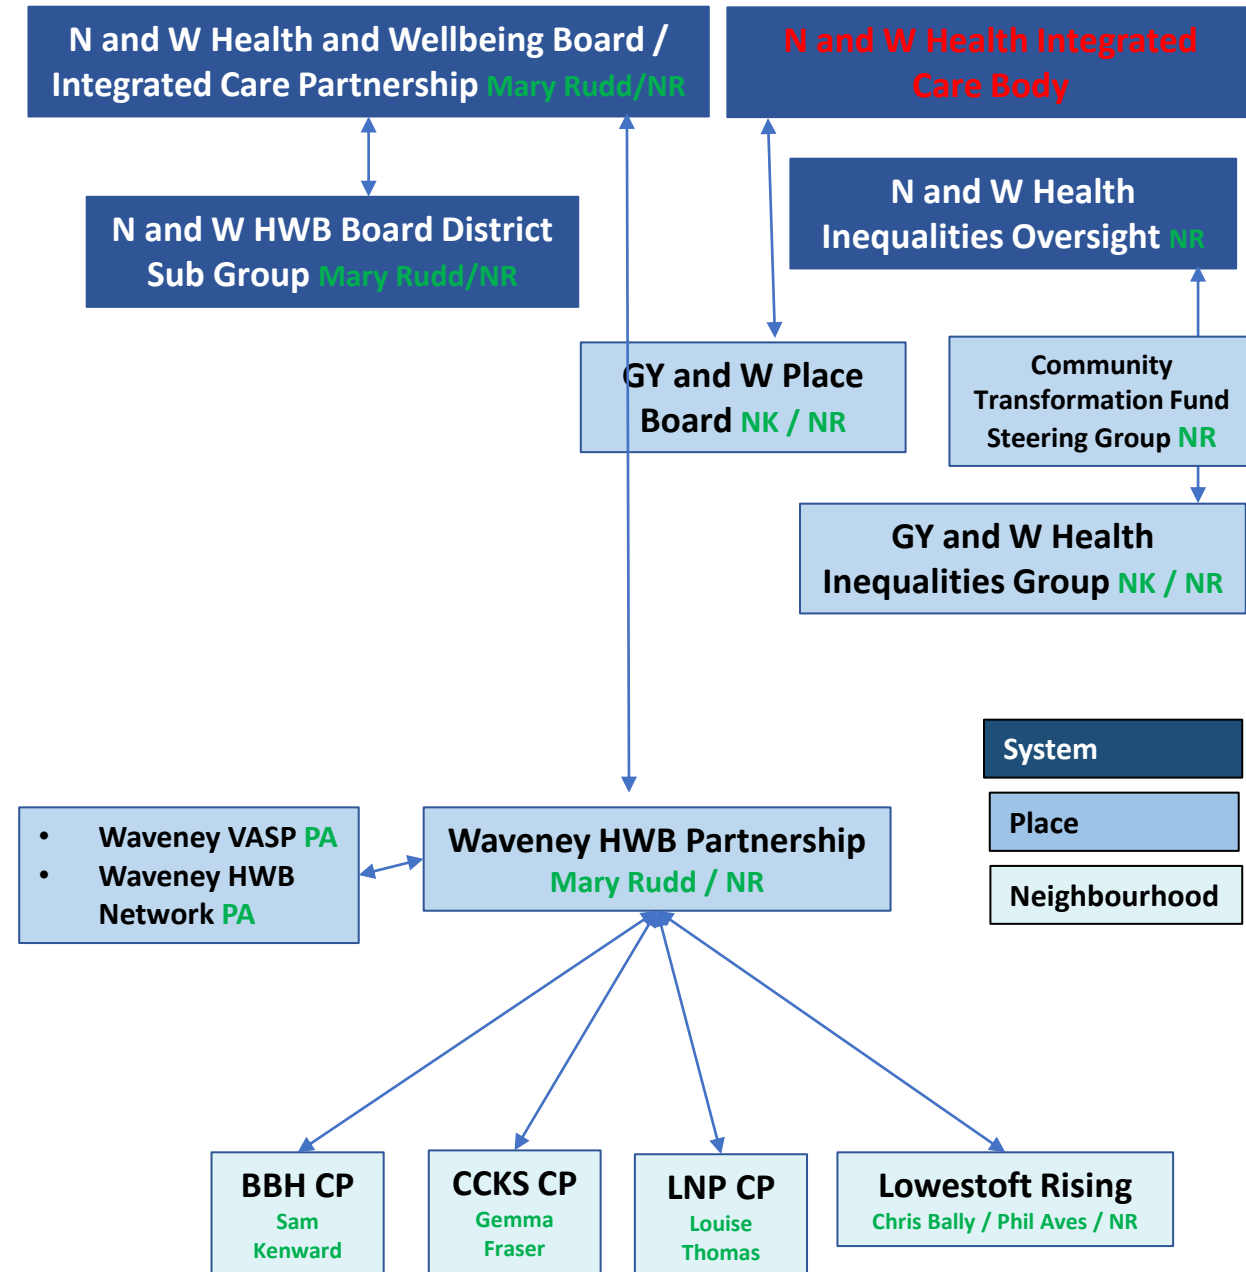 N and W Health and Wellbeing Board /
Integrated Care Partnership Mary Rudd/NR
N and W Health Integrated
Care Body
N and W HWB Board District
Sub Group Mary Rudd/NR
N and W Health
Inequalities Oversight NR
GY and W Place
Board NK / NR
Community
Transformation Fund
Steering Group NR
GY and W Health
Inequalities Group NK / NR
System
Place
Neighbourhood
• Waveney VASP PA
• Waveney HWB
Network PA
Waveney HWB Partnership
Mary Rudd / NR
BBH CP
Sam
Kenward
CCKS CP
Gemma
Fraser
LNP CP
Louise
Thomas
Lowestoft Rising
Chris Bally / Phil Aves / NR